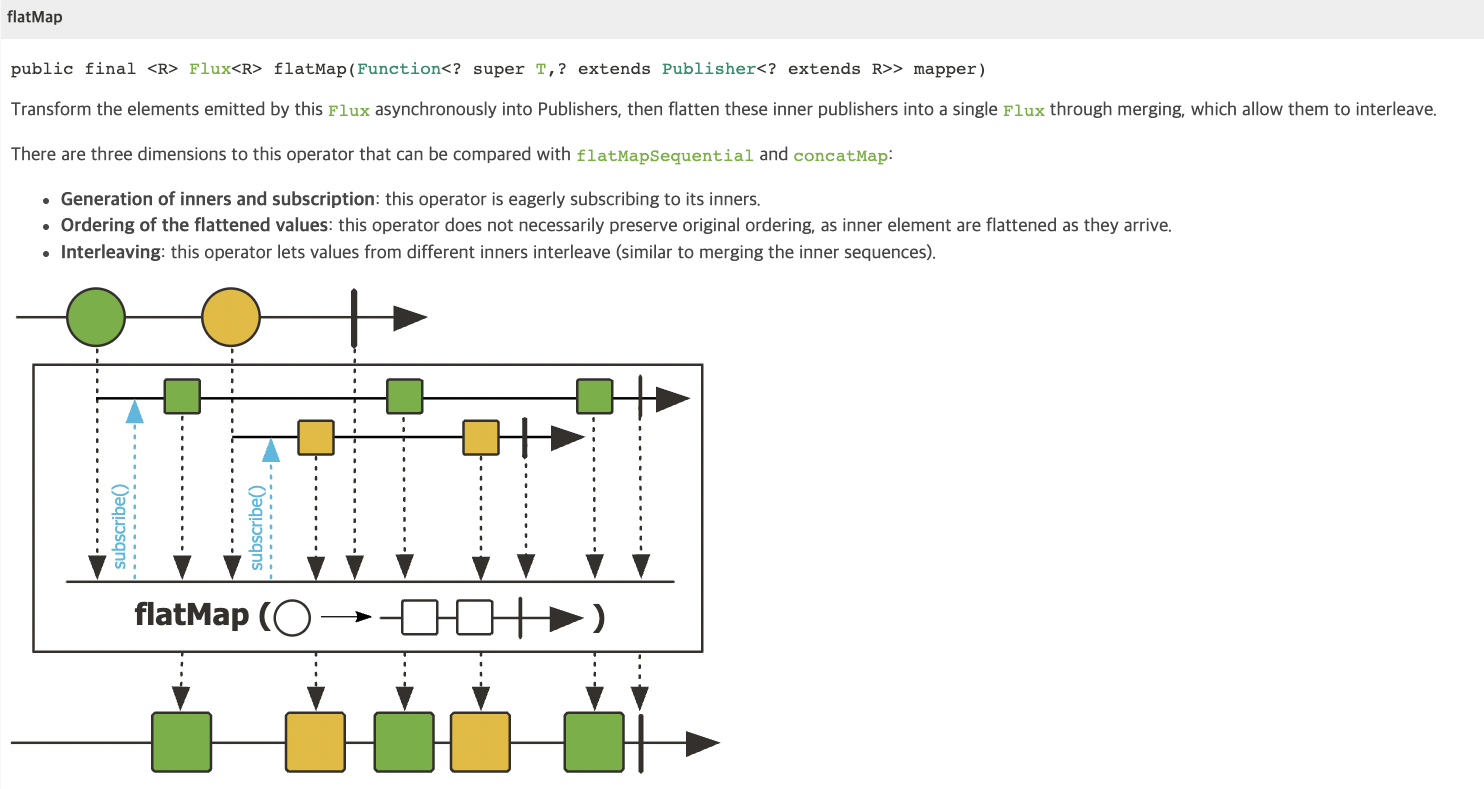 flatMap
public final <R> Flux<R> flatMap(Function<? super T,? extends Publisher<? extends R>> mapper)
Transform the elements emitted by this Flux asynchronously into Publishers, then flatten these inner publishers into a single Flux through merging, which allow them to interleave.
There are three dimensions to this operator that can be compared with flatMapSequential and concatMap:
• Generation of inners and subscription: this operator is eagerly subscribing to its inners.
• Ordering of the flattened values: this operator does not necessarily preserve original ordering, as inner element are flattened as they arrive.
• Interleaving: this operator lets values from different inners interleave (similar to merging the inner sequences).
subscribe()
subscribe()
flatMap ( )